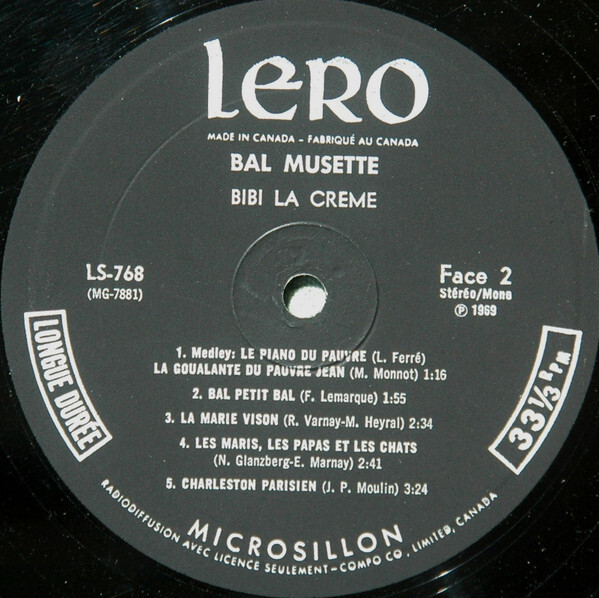 LERO
MADE IN CANADA - FABRIQUÉ AU CANADA
BAL MUSETTE
BIBI LA CREME
LS-768
(MG-7881)
Face 2
Stéréo/Mono
℗ 1969
1. Medley: LE PIANO DU PAUVRE (L. Ferré)
LA GOUALANTE DU PAUVRE JEAN (M. Monnot) 1:16
2. BAL PETIT BAL (F. Lemarque) 1:55
3. LA MARIE VISON (R. Varnay-M. Heyral) 2:34
4. LES MARIS, LES PAPAS ET LES CHATS
(N. Glanzberg-E. Marnay) 2:41
5. CHARLESTON PARISIEN (J. P. Moulin) 3:24
LONGUE DURÉE
33 1/3 RPM
MICROSILLON
RADIODIFFUSION AVEC LICENCE SEULEMENT-COMPO CO. LIMITED, CANADA